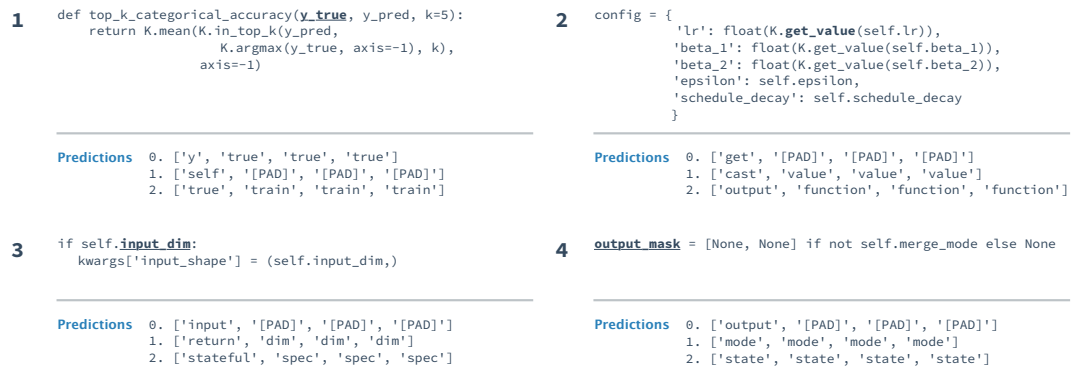 1
def top_k_categorical_accuracy(y_true, y_pred, k=5):
return K.mean(K.in_top_k(y_pred,
K.argmax(y_true, axis=-1), k),
axis=-1)
Predictions 0. ['y', 'true', 'true', 'true']
1. ['self', '[PAD]', '[PAD]', '[PAD]']
2. ['true', 'train', 'train', 'train']
2
config = {
'lr': float(K.get_value(self.lr)),
'beta_1': float(K.get_value(self.beta_1)),
'beta_2': float(K.get_value(self.beta_2)),
'epsilon': self.epsilon,
'schedule_decay': self.schedule_decay
}
Predictions 0. ['get', '[PAD]', '[PAD]', '[PAD]']
1. ['cast', 'value', 'value', 'value']
2. ['output', 'function', 'function', 'function']
3
if self.input_dim:
kwargs['input_shape'] = (self.input_dim,)
Predictions 0. ['input', '[PAD]', '[PAD]', '[PAD]']
1. ['return', 'dim', 'dim', 'dim']
2. ['stateful', 'spec', 'spec', 'spec']
4
output_mask = [None, None] if not self.merge_mode else None
Predictions 0. ['output', '[PAD]', '[PAD]', '[PAD]']
1. ['mode', 'mode', 'mode', 'mode']
2. ['state', 'state', 'state', 'state']